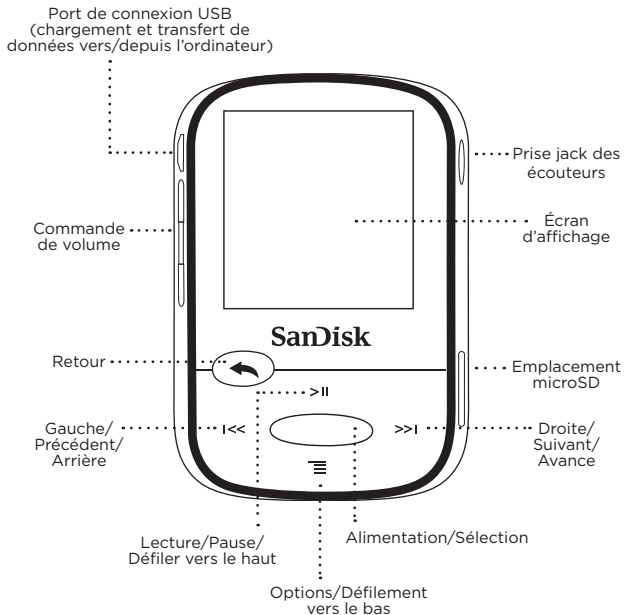 Port de connexion USB
(chargement et transfert de
données vers/depuis l'ordinateur)
Prise jack des
écouteurs
Commande
de volume
Écran
d'affichage
SanDisk
Retour
Emplacement
microSD
>II
Gauche/
Précédent/
Arrière
I<<
>>I
Droite/
Suivant/
Avance
Lecture/Pause/
Défiler vers le haut
Alimentation/Sélection
Options/Défilement
vers le bas